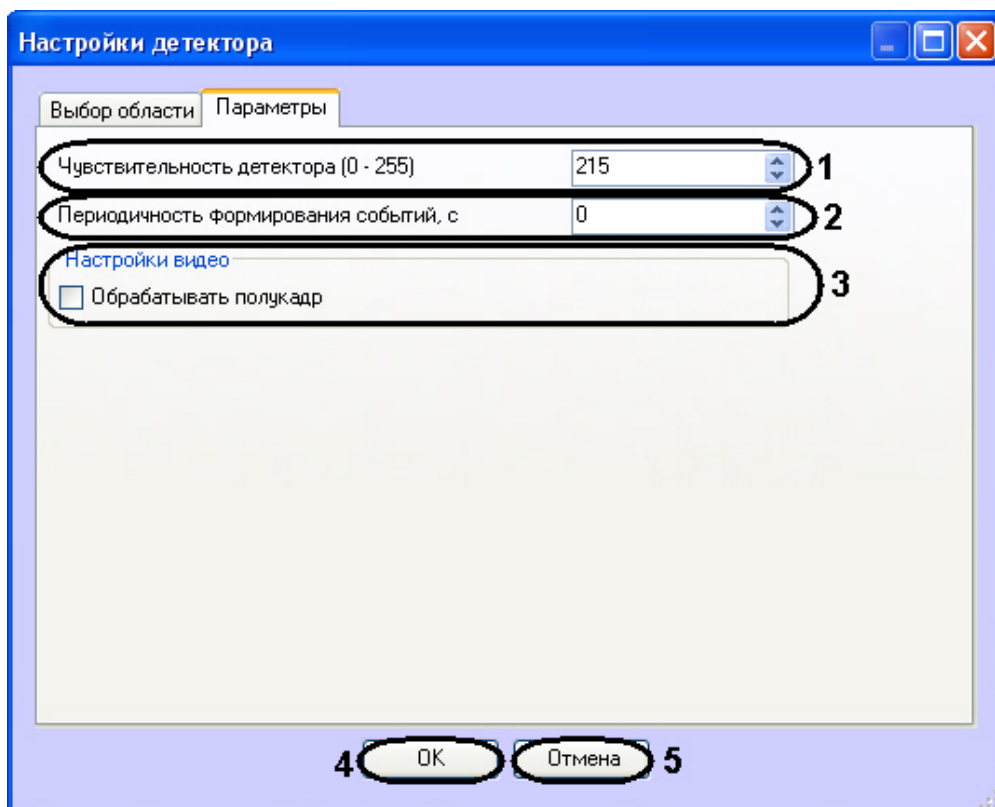 Настройки детектора
Выбор области Параметры
Чувствительность детектора (0 - 255) 215 1
Периодичность формирования событий, с 0 2
Настройки видео
Обрабатывать полукадр 3
4 OK Отмена 5